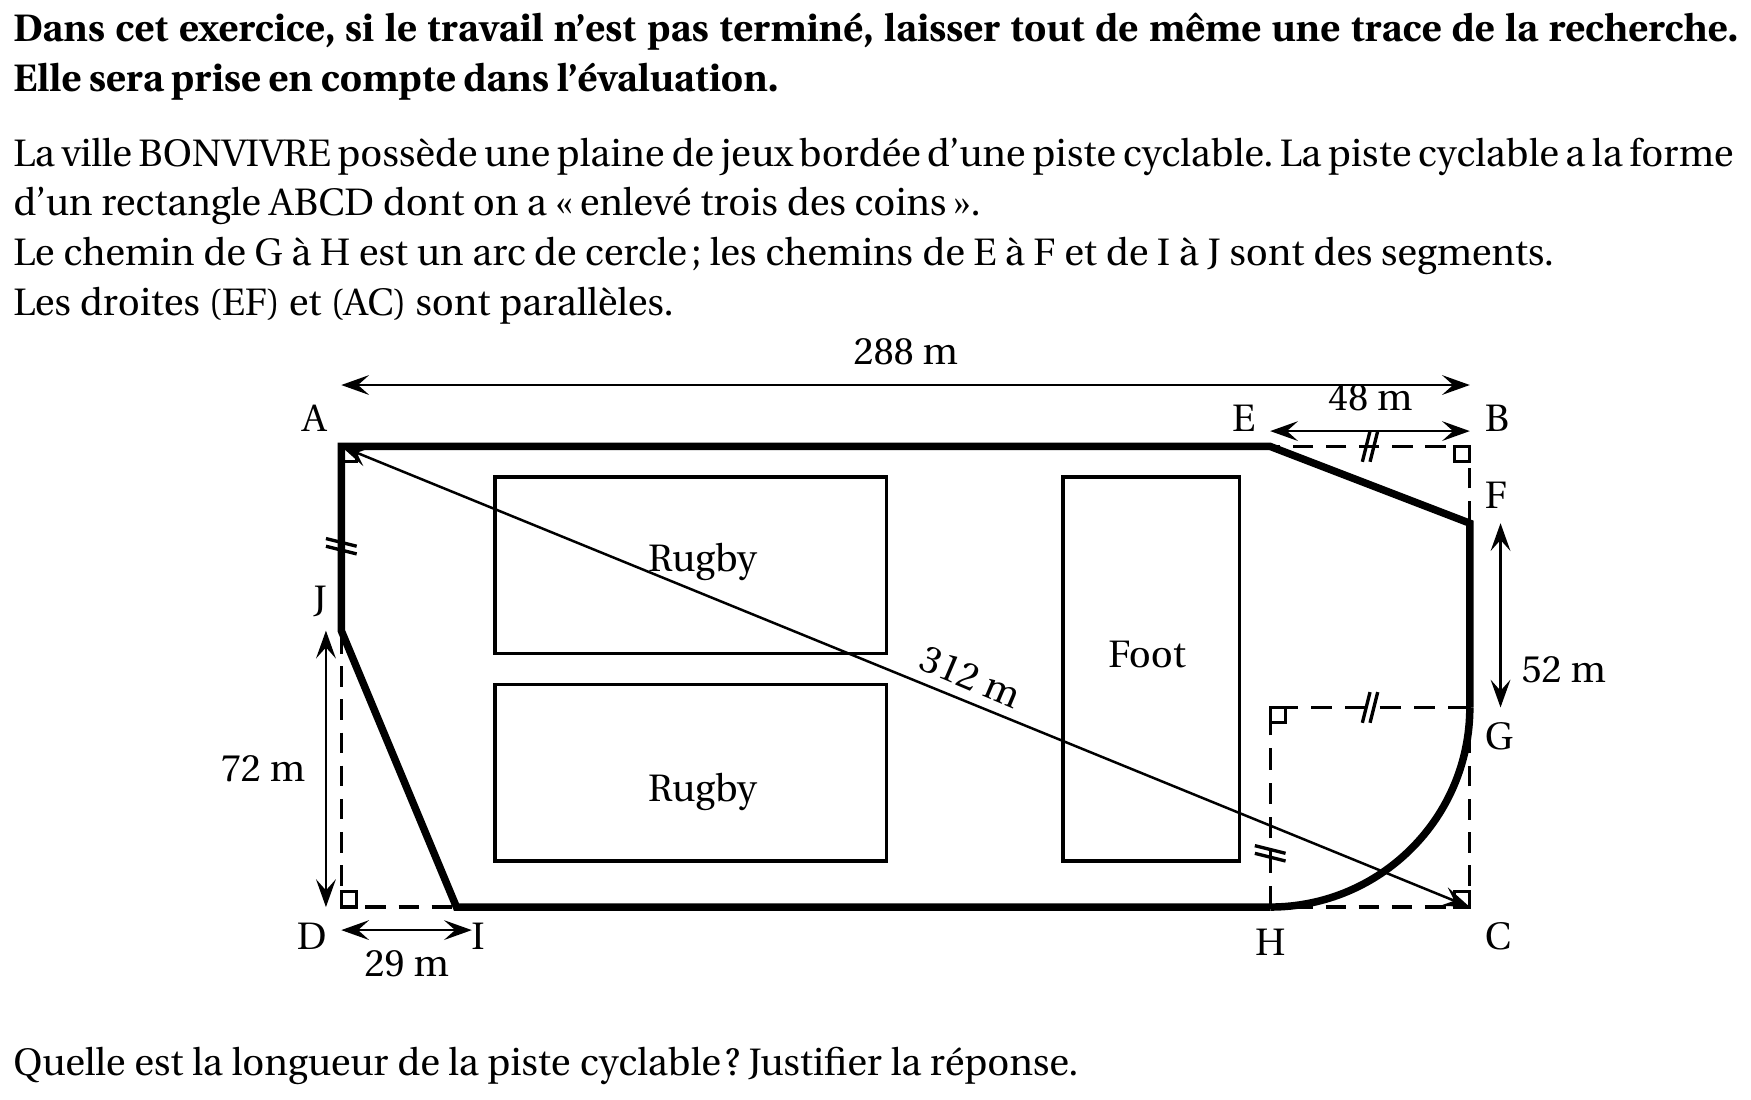 Dans cet exercice, si le travail n’est pas terminé, laisser tout de même une trace de la recherche.
Elle sera prise en compte dans l’évaluation.
La ville BONVIVRE possède une plaine de jeux bordée d’une piste cyclable. La piste cyclable a la forme
d’un rectangle ABCD dont on a « enlevé trois des coins ».
Le chemin de G à H est un arc de cercle ; les chemins de E à F et de I à J sont des segments.
Les droites (EF) et (AC) sont parallèles.
288 m
48 m
A
E
B
F
Rugby
J
312 m
Foot
52 m
G
72 m
Rugby
D
I
H
C
29 m
Quelle est la longueur de la piste cyclable ? Justifier la réponse.